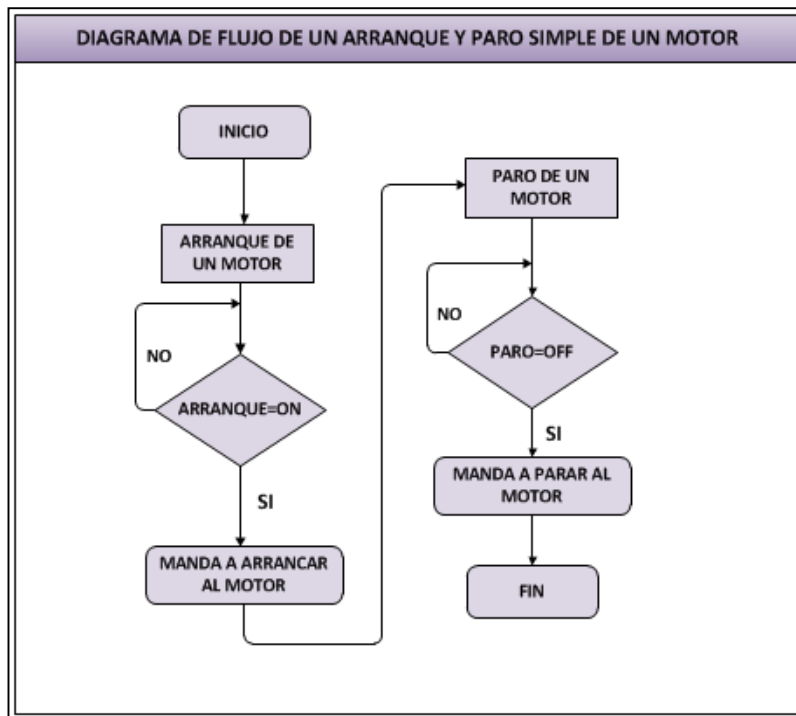 DIAGRAMA DE FLUJO DE UN ARRANQUE Y PARO SIMPLE DE UN MOTOR
INICIO
ARRANQUE DE
UN MOTOR
NO
ARRANQUE=ON
SI
MANDA A ARRANCAR
AL MOTOR
PARO DE UN
MOTOR
NO
PARO=OFF
SI
MANDA A PARAR AL
MOTOR
FIN